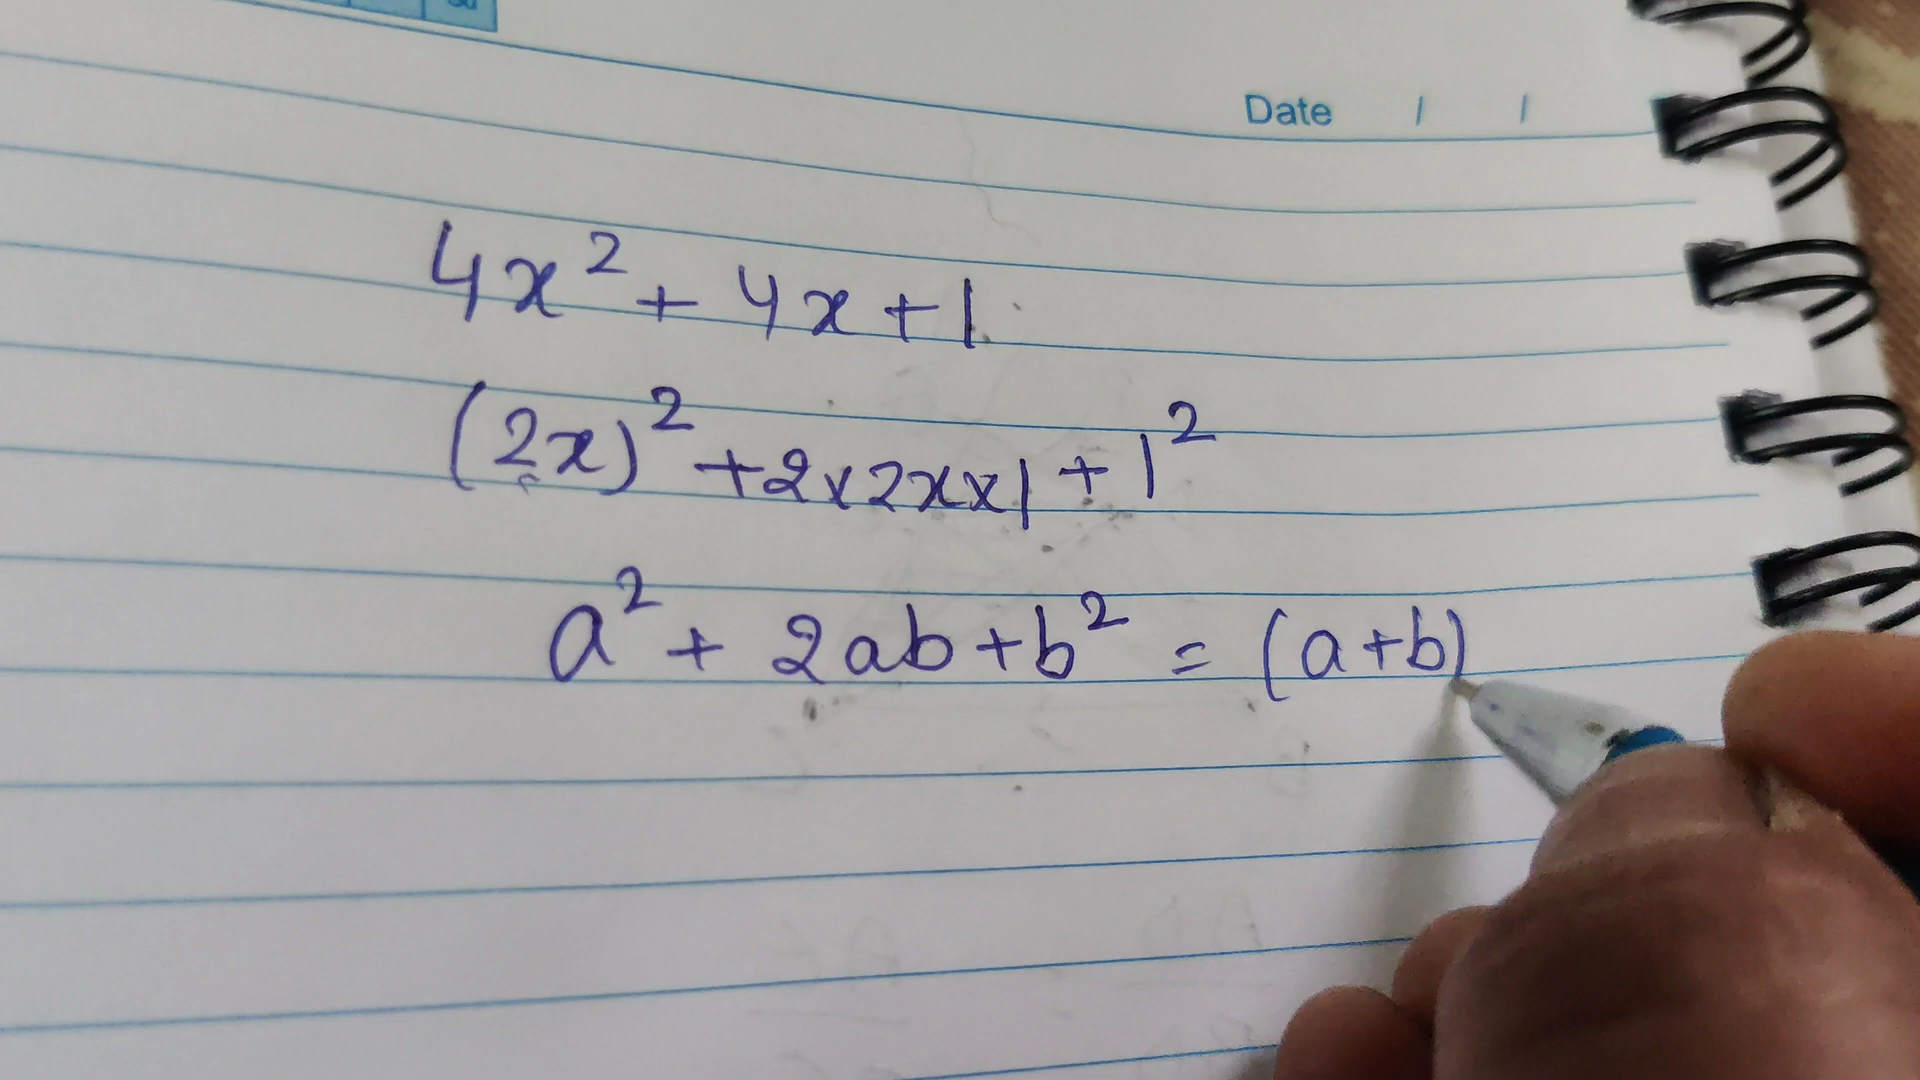 Date / /
4x² + 4x + 1
(2x)² + 2 x 2x x 1 + 1²
a² + 2ab + b² = (a + b)